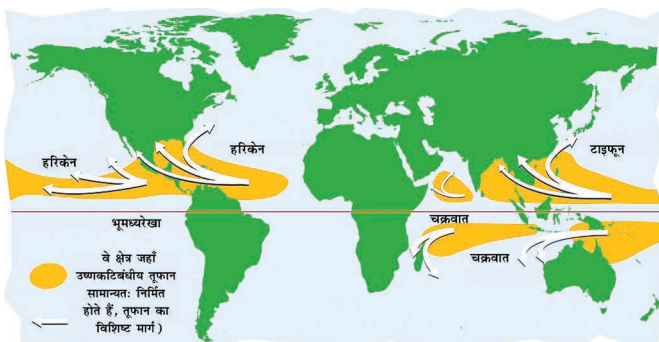 हरिकेन
हरिकेन
टाइफून
भूमध्यरेखा
चक्रवात
चक्रवात
वे क्षेत्र जहाँ
उष्णकटिबंधीय तूफान
सामान्यतः निर्मित
होते हैं, तूफान का
विशिष्ट मार्ग)